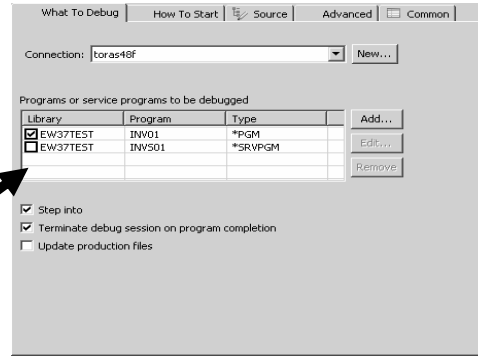 What To Debug How To Start Source Advanced Common
Connection: toras48f New...
Programs or service programs to be debugged
Library Program Type Add...
EW37TEST INV01 *PGM
EW37TEST INVS01 *SRVPGM Edit...
Remove
Step into
Terminate debug session on program completion
Update production files